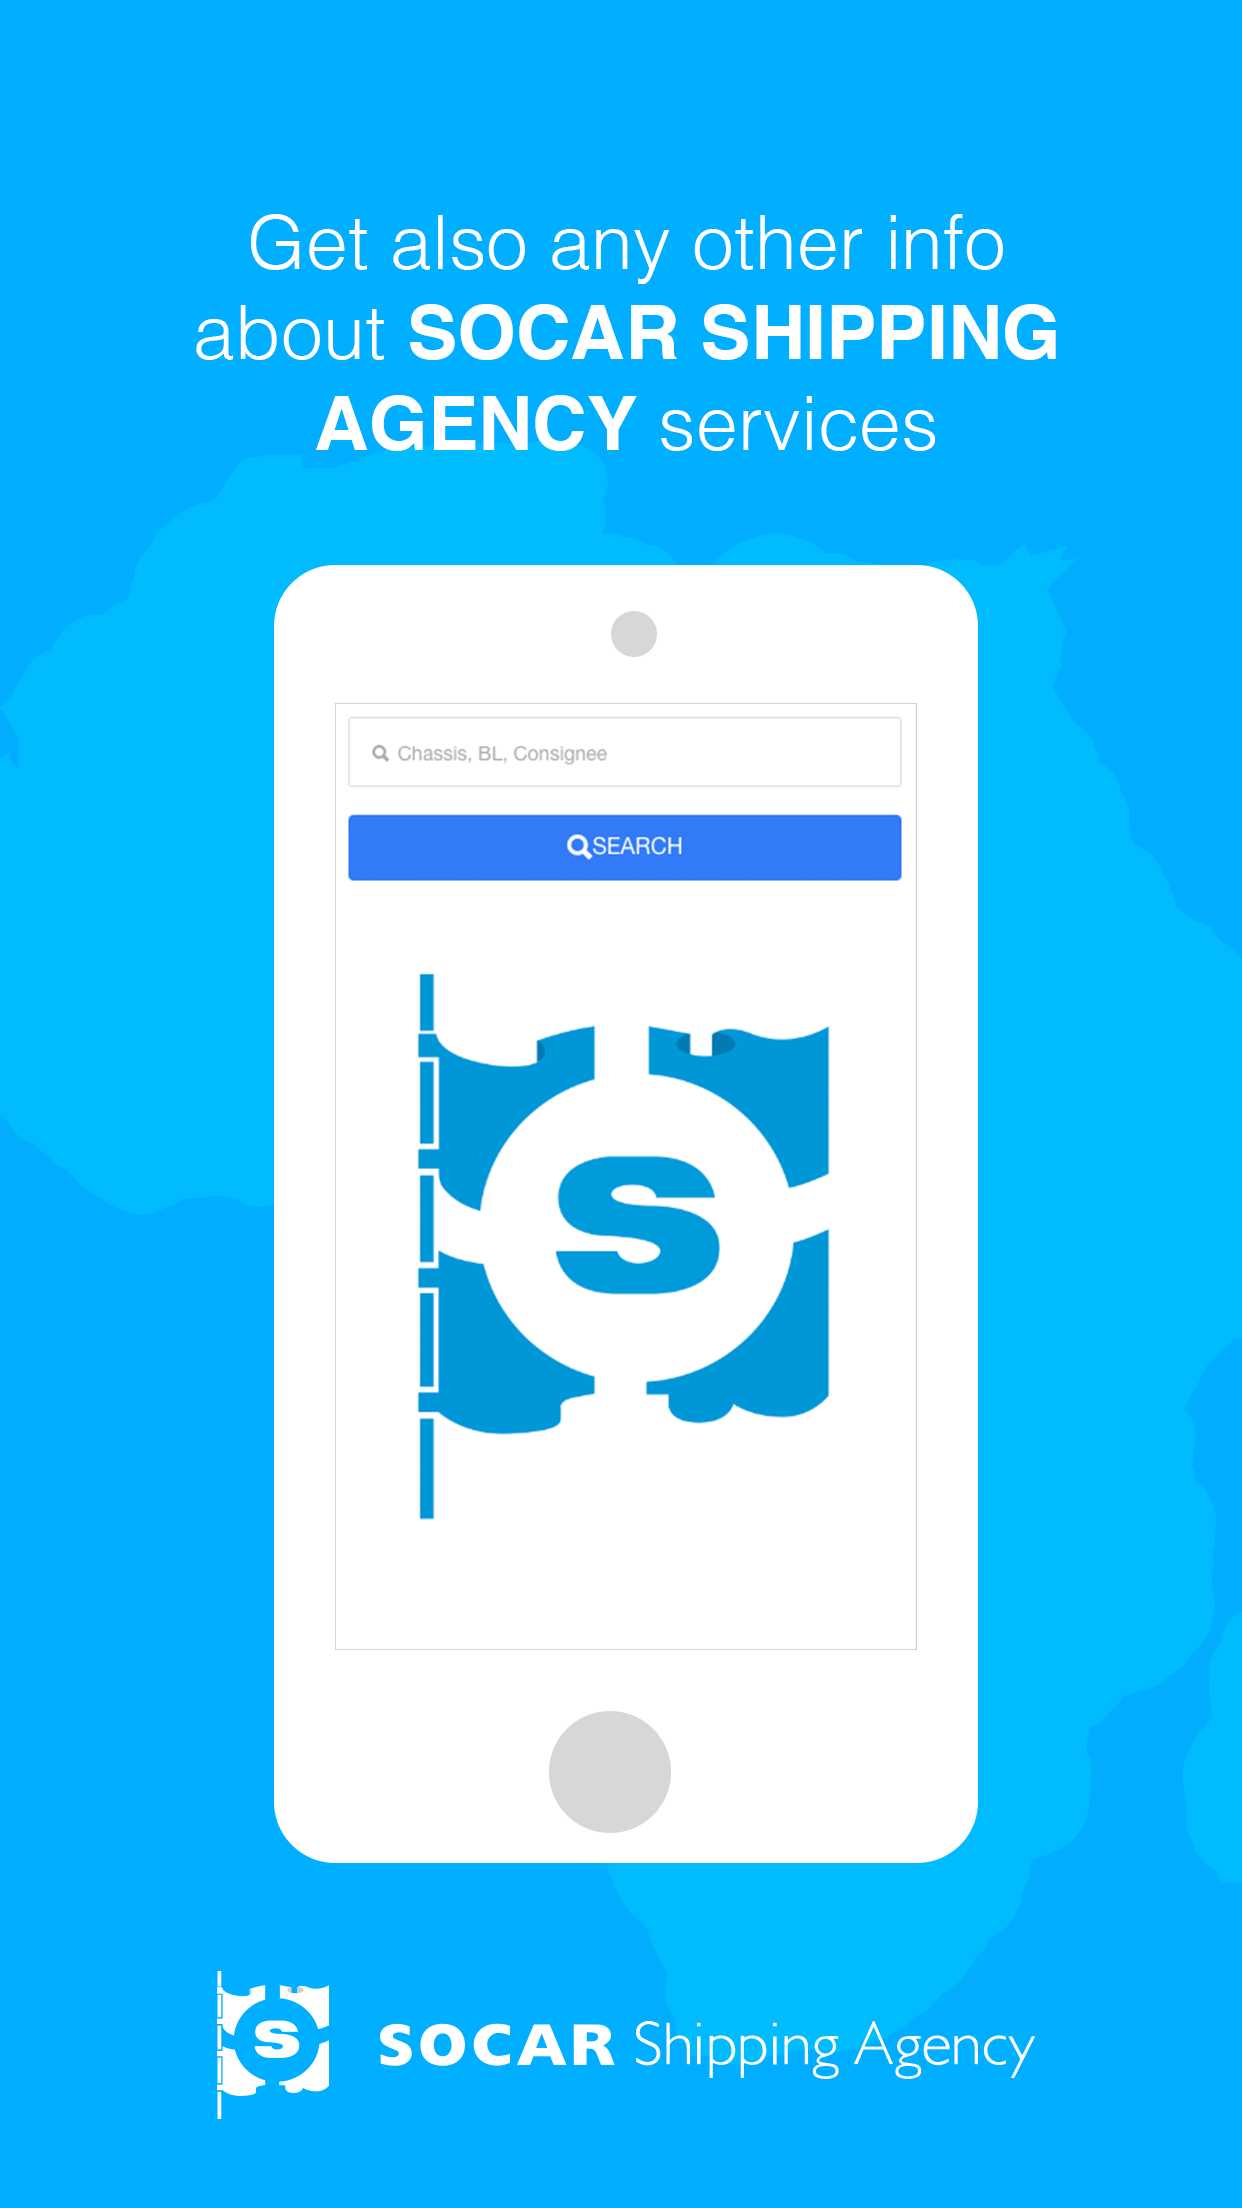 Get also any other info
about SOCAR SHIPPING
AGENCY services
Chassis, BL, Consignee
SEARCH
S
S
SOCAR Shipping Agency